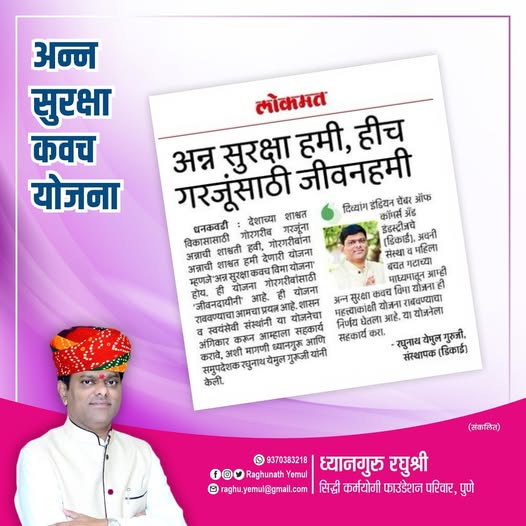 अन्न
सुरक्षा
कवच
योजना
लोकमत
अन्न सुरक्षा हमी, हीच
गरजूंसाठी जीवनहमी
धनकवडी : देशाच्या शाश्वत
विकासासाठी गोरगरीब गरजूंना
अन्नाची शाश्वती हवी, गोरगरीबांना
अन्नाची शाश्वत हमी देणारी योजना
म्हणजे 'अन्न सुरक्षा कवच विमा योजना'
होय. ही योजना गोरगरीबांसाठी
'जीवनदायीनी' आहे. ही योजना
राबवण्याचा आमचा प्रयत्न आहे. शासन
व स्वयंसेवी संस्थांनी या योजनेचा
अंगिकार करून आम्हाला सहकार्य
करावे, अशी मागणी ध्यानगुरू आणि
समुपदेशक रघुनाथ येमुल गुरूजी यांनी
केली.
दिव्यांग इंडियन चेंबर ऑफ
कॉमर्स अँड
इंडस्ट्रीजचे
(डिकार्ड), अवनी
संस्था व महिला
बचत गटाच्या
माध्यमातून आम्ही
अन्न सुरक्षा कवच विमा योजना ही
महत्त्वाकांक्षी योजना राबवण्याचा
निर्णय घेतला आहे. या योजनेला
सहकार्य करा.
- रघुनाथ येमुल गुरुजी,
संस्थापक (डिकार्ड)
(संकलित)
9370383218
Raghunath Yemul
raghu.yemul@gmail.com
ध्यानगुरु रघुश्री
सिद्धी कर्मयोगी फाउंडेशन परिवार, पुणे